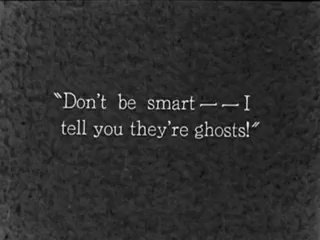 “Don't be smart — — I
tell you they're ghosts!”